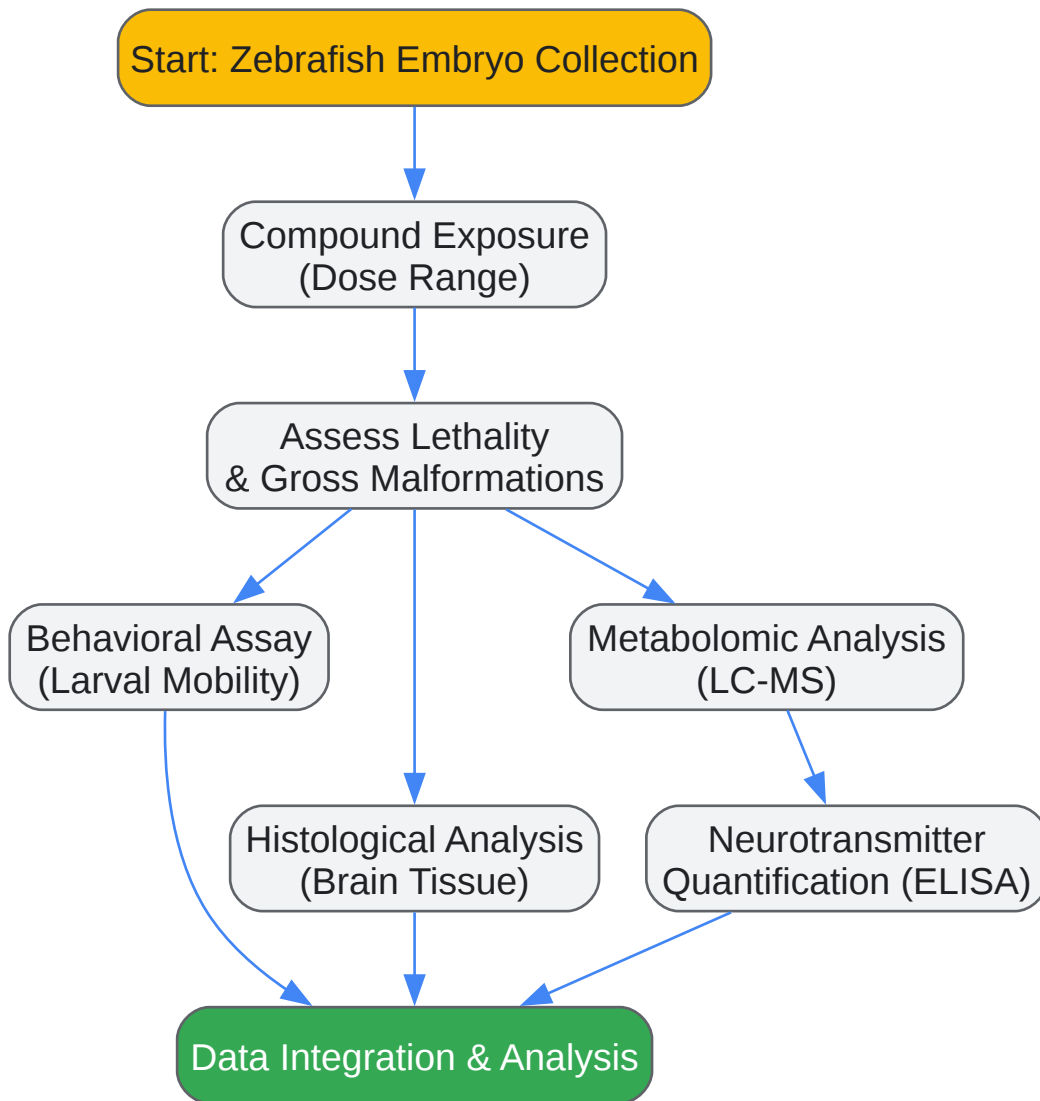 Start: Zebrafish Embryo Collection
Compound Exposure
(Dose Range)
Assess Lethality
& Gross Malformations
Behavioral Assay
(Larval Mobility)
Metabolomic Analysis
(LC-MS)
Histological Analysis
(Brain Tissue)
Neurotransmitter
Quantification (ELISA)
Data Integration & Analysis